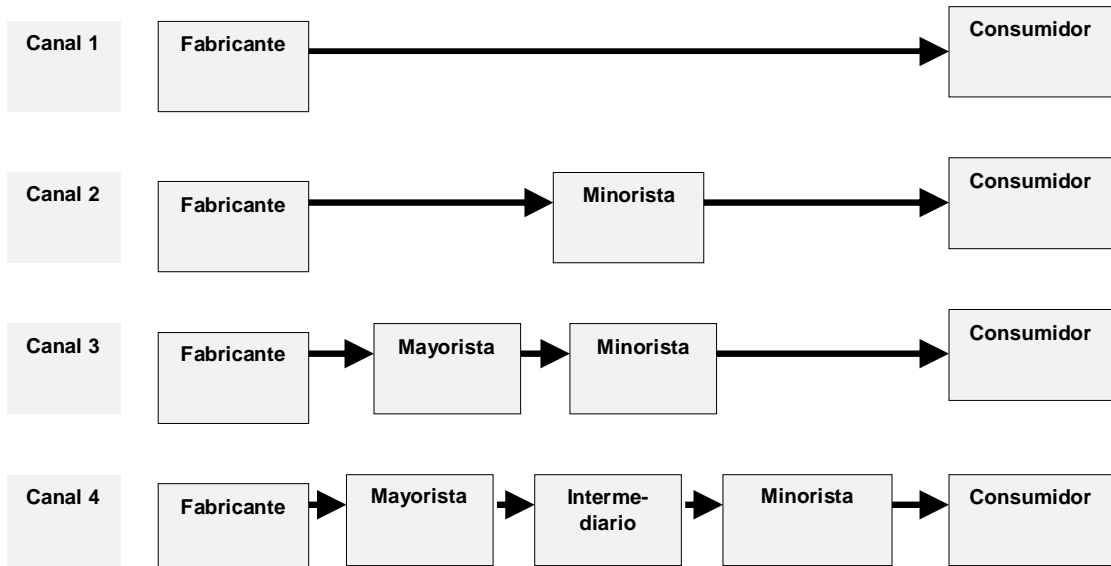 Canal 1
Fabricante
Consumidor
Canal 2
Fabricante
Minorista
Consumidor
Canal 3
Fabricante
Mayorista
Minorista
Consumidor
Canal 4
Fabricante
Mayorista
Interme-
diario
Minorista
Consumidor